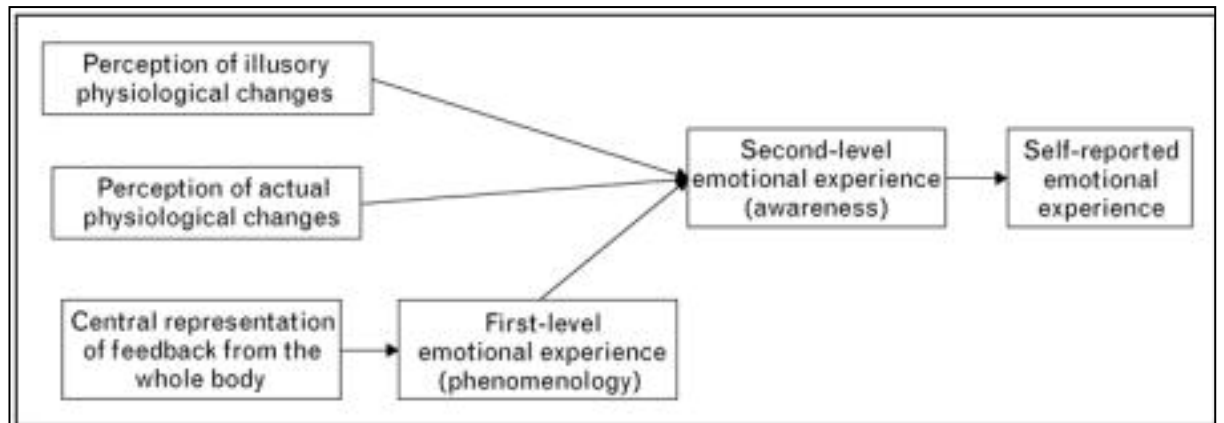 Perception of illusory
physiological changes
Perception of actual
physiological changes
Central representation
of feedback from the
whole body
First-level
emotional experience
(phenomenology)
Second-level
emotional experience
(awareness)
Self-reported
emotional
experience